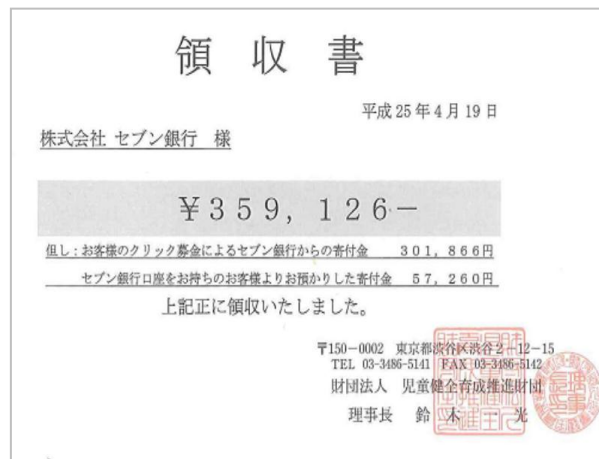 領収書
平成25年4月19日
株式会社 セブン銀行 様
¥359,126−
但し：お客様のクリック募金によるセブン銀行からの寄付金 301,866円
セブン銀行口座をお持ちのお客様よりお預かりした寄付金 57,260円
上記正に領収いたしました。
〒150−0002 東京都渋谷区渋谷2−12−15
TEL 03-3486-5141 FAX 03-3486-5142
財団法人 児童健全育成推進財団
理事長 鈴木一光